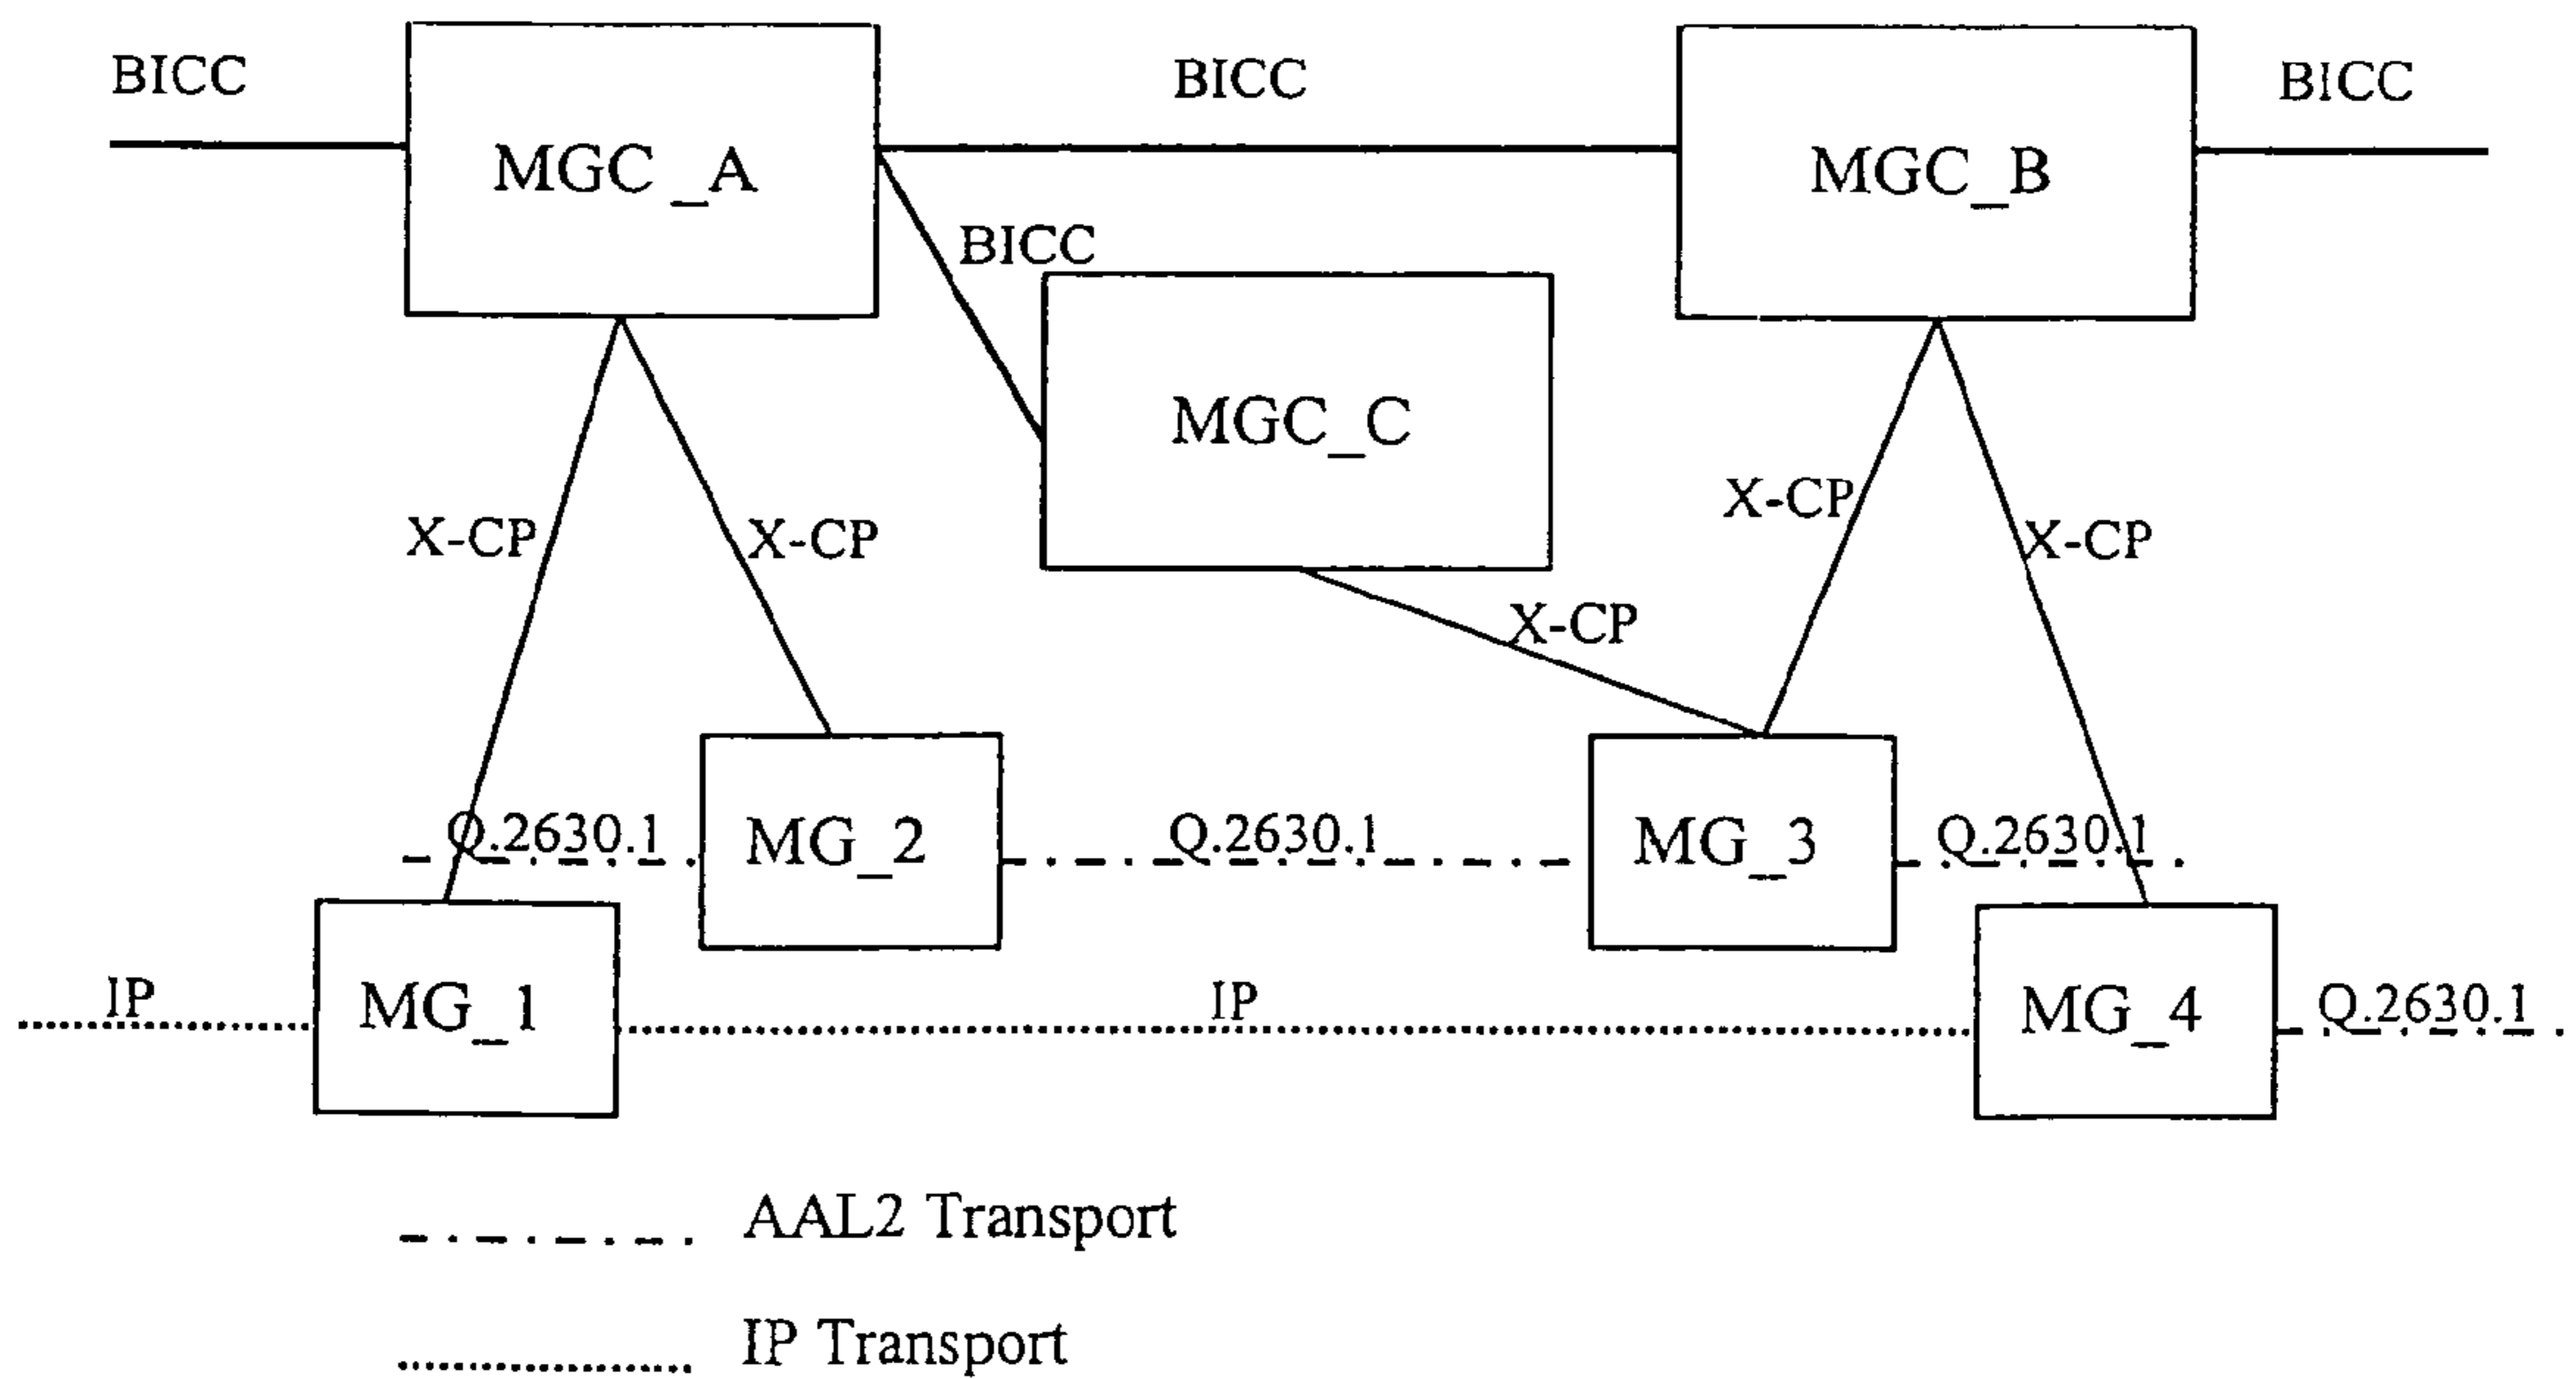 BICC
BICC
BICC
MGC _A
MGC_B
BICC
MGC_C
X-CP
X-CP
X-CP
X-CP
X-CP
Q.2630.1
MG_2
Q.2630.1
MG_3
Q.2630.1
IP
MG_1
IP
MG_4
Q.2630.1
AAL2 Transport
IP Transport